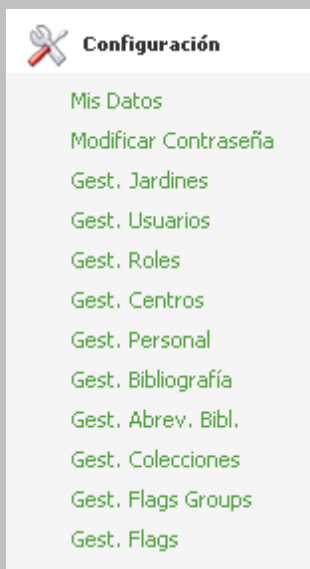 Configuración
Mis Datos
Modificar Contraseña
Gest. Jardines
Gest. Usuarios
Gest. Roles
Gest. Centros
Gest. Personal
Gest. Bibliografía
Gest. Abrev. Bibl.
Gest. Colecciones
Gest. Flags Groups
Gest. Flags